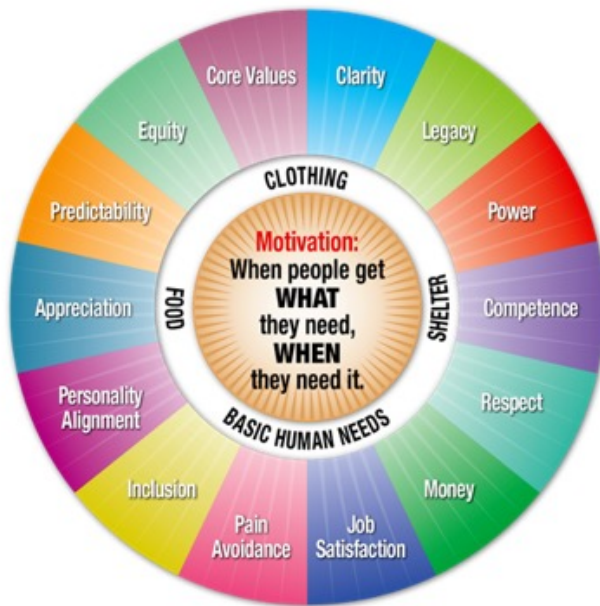 Core Values
Clarity
Legacy
Power
Competence
Respect
Money
Job
Satisfaction
Pain
Avoidance
Inclusion
Personality
Alignment
Appreciation
Predictability
Equity
CLOTHING
SHELTER
BASIC HUMAN NEEDS
FOOD
Motivation:
When people get
WHAT
they need,
WHEN
they need it.